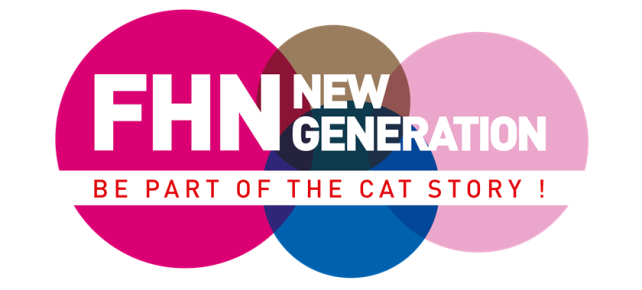 FHN NEW
GENERATION
BE PART OF THE CAT STORY !